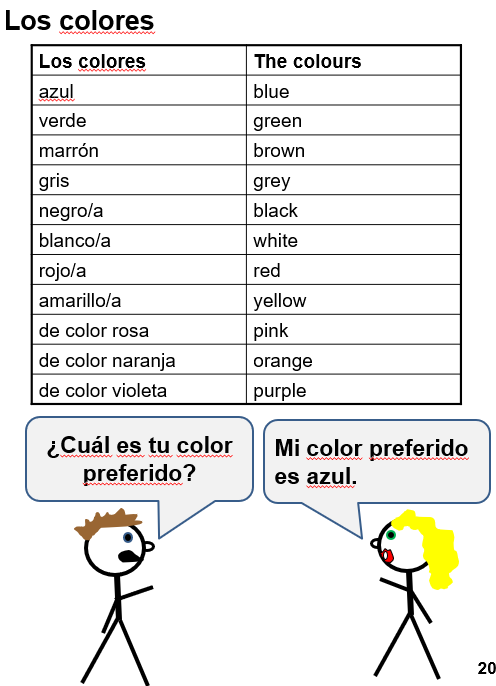 Los colores
Los colores The colours
azul blue
verde green
marrón brown
gris grey
negro/a black
blanco/a white
rojo/a red
amarillo/a yellow
de color rosa pink
de color naranja orange
de color violeta purple
¿Cuál es tu color
preferido?
Mi color preferido
es azul.
20